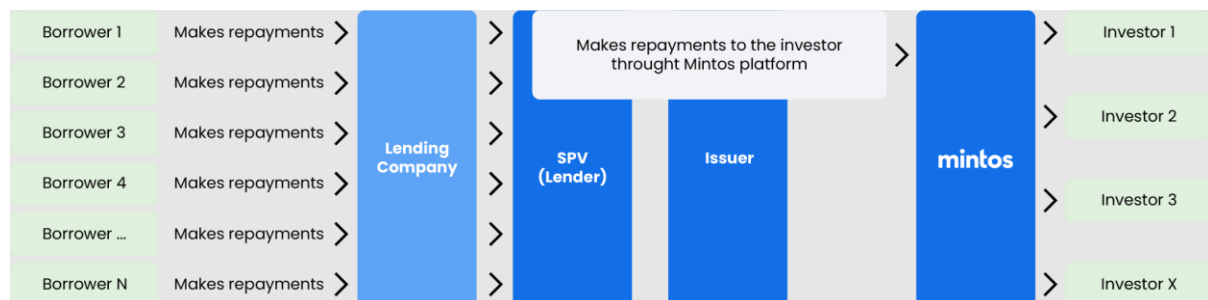 Borrower 1
Makes repayments
Borrower 2
Makes repayments
Borrower 3
Makes repayments
Borrower 4
Makes repayments
Borrower ...
Makes repayments
Borrower N
Makes repayments
Lending
Company
SPV
(Lender)
Makes repayments to the investor
throught Mintos platform
Issuer
mintos
Investor 1
Investor 2
Investor 3
Investor X